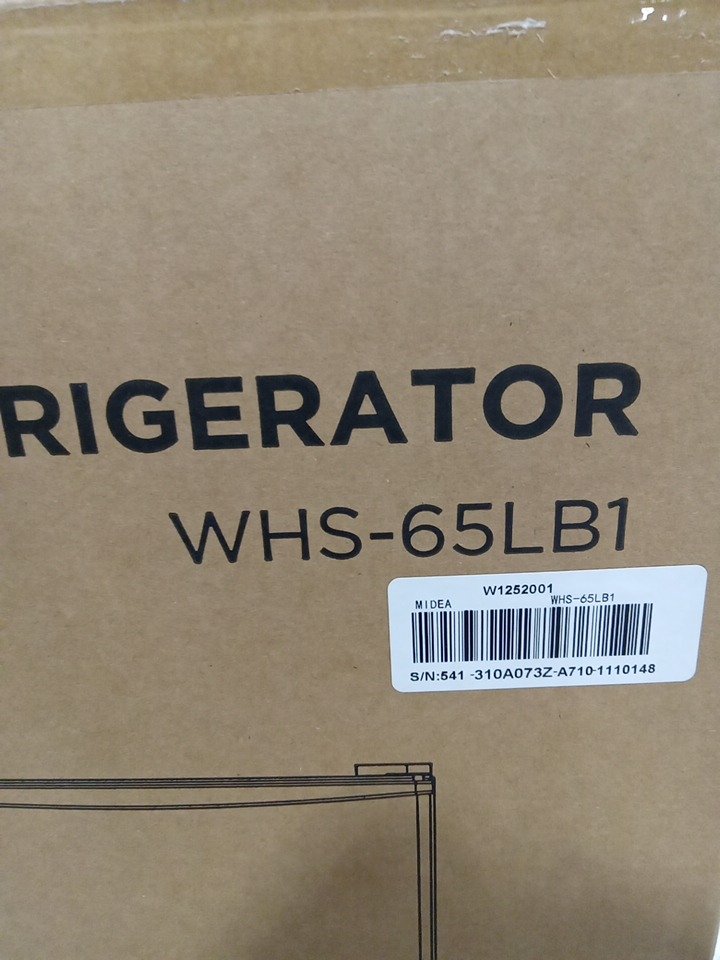 RIGERATOR
WHS-65LB1
W1252001
MIDEA WHS-65LB1
S/N:541 -310A073Z-A710-1110148